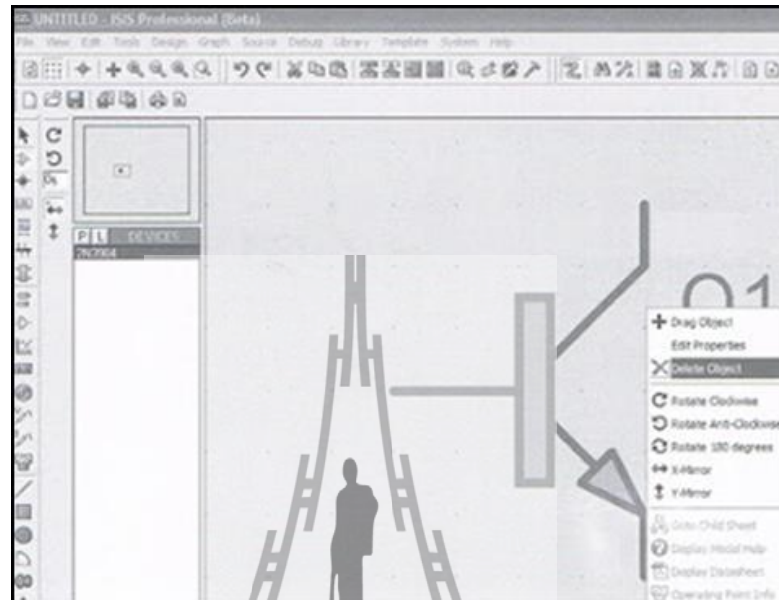 UNTITLED - ISIS Professional (Beta)
File View Edit Tools Design Graph Source Debug Library Template System Help
P L DEVICES
2N3904
Q1
Drag Object
Edit Properties
Delete Object
Rotate Clockwise
Rotate Anti-Clockwise
Rotate 180 degrees
X-Mirror
Y-Mirror
Goto Child Sheet
Display Model Help
Display Datasheet
Operating Point Info